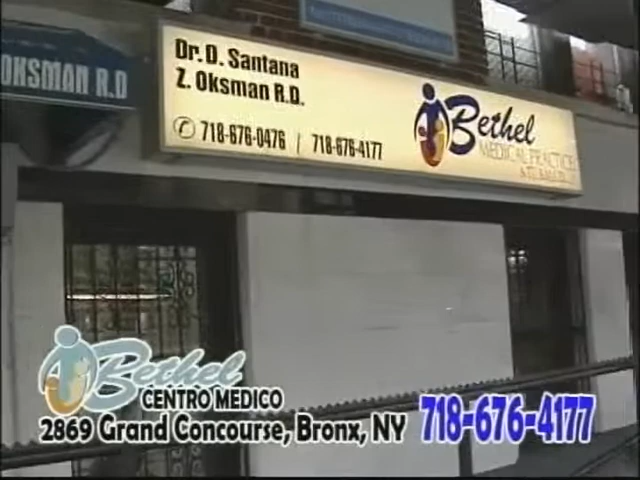 OKSMAN R.D
Dr. O. Santana
Z. Oksman R.D.
718-676-0476 | 718-676-4177
Bethel
MEDICAL PRACTICE
Bethel
CENTRO MEDICO
2869 Grand Concourse, Bronx, NY
718-676-4177